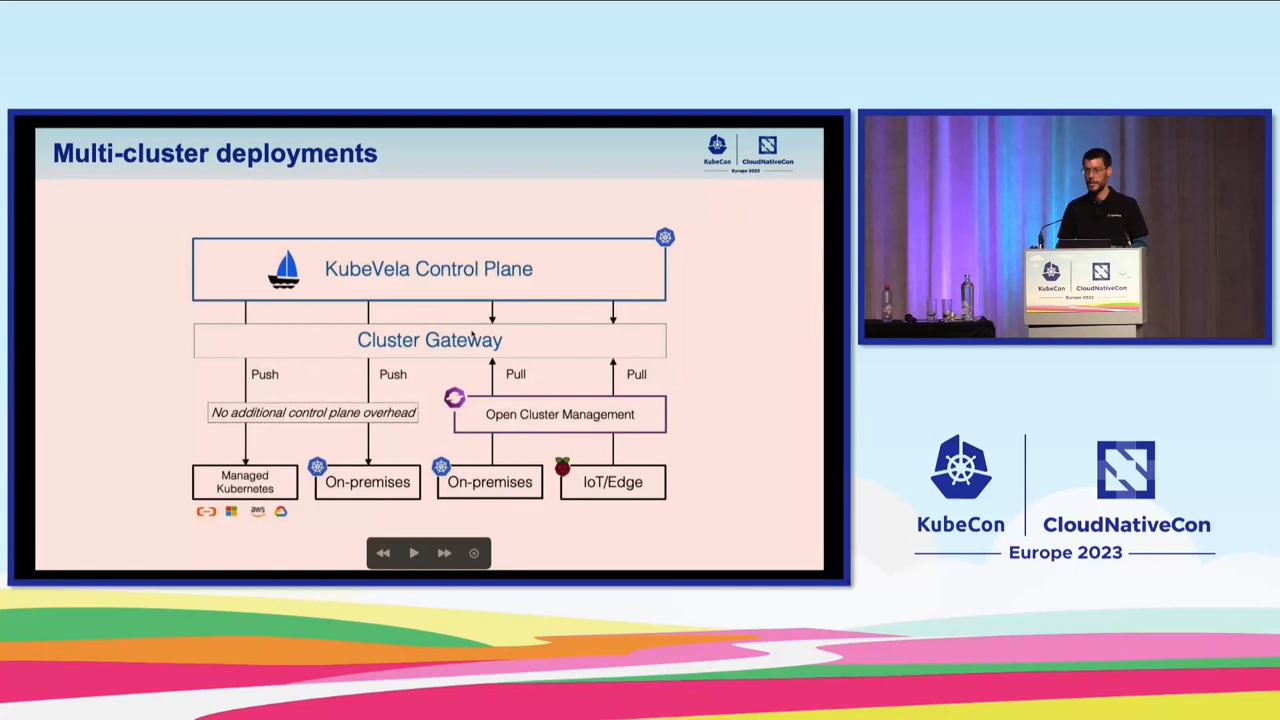 Multi-cluster deployments
KubeCon
CloudNativeCon
Europe 2023
KubeVela Control Plane
Cluster Gateway
Push
Push
Pull
Pull
No additional control plane overhead
Open Cluster Management
Managed
Kubernetes
On-premises
On-premises
IoT/Edge
aws
KubeCon
CloudNativeCon
Europe 2023
KubeCon
CloudNativeCon
Europe 2023